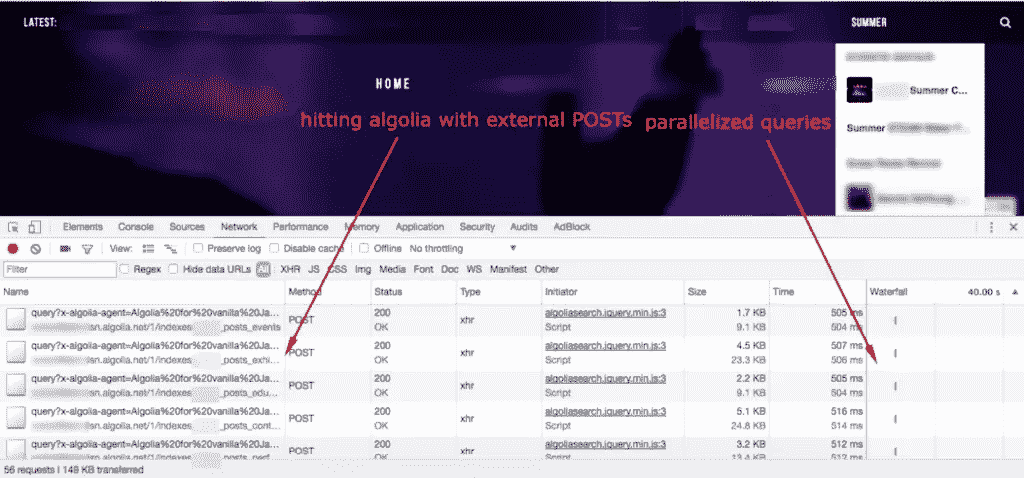 LATEST:
SUMMER
HOME
Summer C...
hitting algolia with external POSTs
parallelized queries
Summer
Elements Console Sources Network Performance Memory Application Security Audits AdBlock
View: Preserve log Disable cache Offline No throttling
Filter Regex Hide data URLs All XHR JS CSS Img Media Font Doc WS Manifest Other
Name Method Status Type Initiator Size Time Waterfall 40.00 s
query?x-algolia-agent=Algolia%20for%20vanilla%20Ja... 200 algoliasearch.jquery.min.js:3 1.7 KB 505 ms
POST xhr
sn.algolia.net/1/indexes _posts_events OK Script 9.1 KB 504 ms
query?x-algolia-agent=Algolia%20for%20vanilla%20Ja... 200 algoliasearch.jquery.min.js:3 4.5 KB 507 ms
POST xhr
sn.algolia.net/1/indexes _posts_exhi... OK Script 23.3 KB 506 ms
query?x-algolia-agent=Algolia%20for%20vanilla%20Ja... 200 algoliasearch.jquery.min.js:3 2.2 KB 505 ms
POST xhr
sn.algolia.net/1/indexes _posts_edu... OK Script 9.1 KB 504 ms
query?x-algolia-agent=Algolia%20for%20vanilla%20Ja... 200 algoliasearch.jquery.min.js:3 5.1 KB 516 ms
POST xhr
sn.algolia.net/1/indexes _posts_cont... OK Script 24.8 KB 514 ms
query?x-algolia-agent=Algolia%20for%20vanilla%20Ja... 200 algoliasearch.jquery.min.js:3 3.2 KB 512 ms
POST xhr
sn.algolia.net/1/indexes _posts_perf OK Script 13.4 KB 512 ms
56 requests | 149 KB transferred